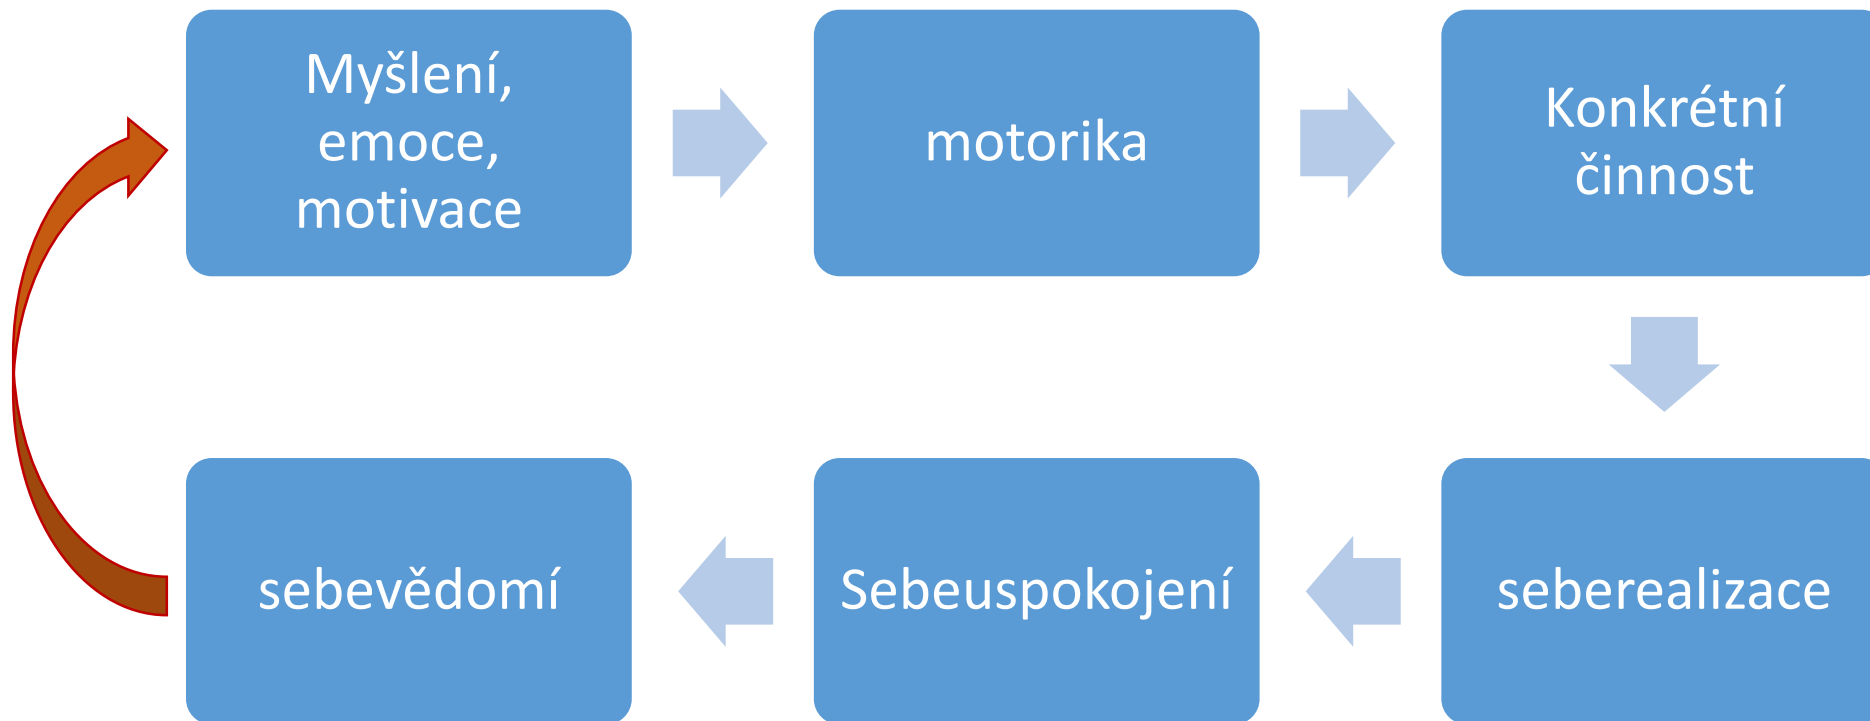 Myšlení,
emoce,
motivace
motorika
Konkrétní
činnost
seberealizace
Sebeuspokojení
sebevědomí